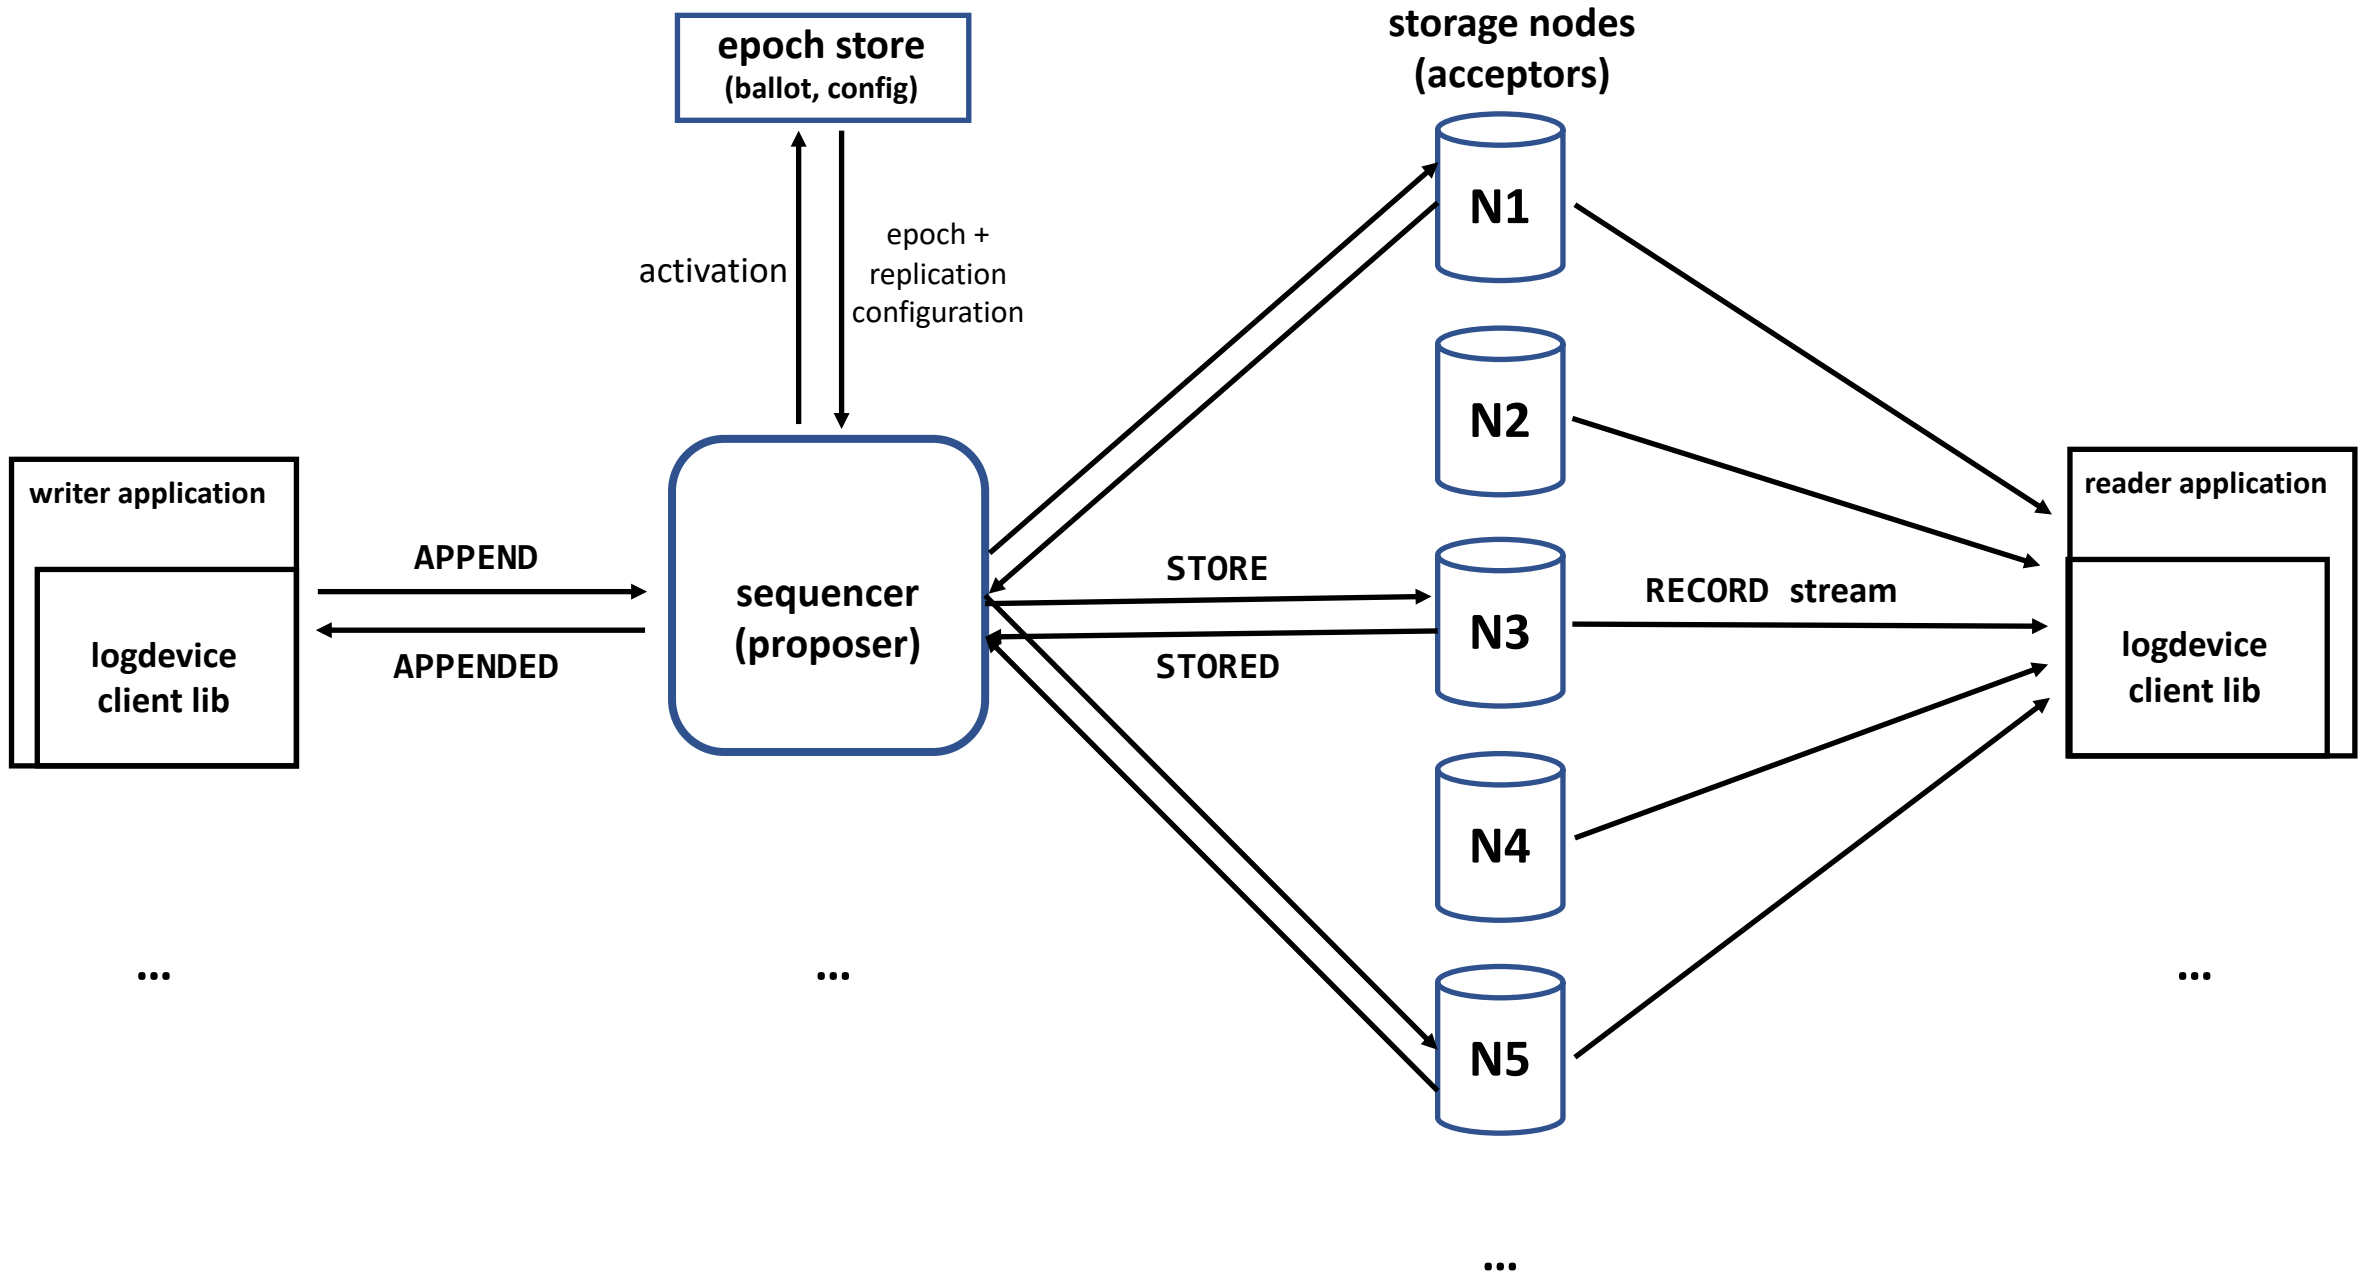 storage nodes
(acceptors)
epoch store
(ballot, config)
activation
epoch +
replication
configuration
writer application
logdevice
client lib
APPEND
APPENDED
sequencer
(proposer)
STORE
STORED
N1
N2
N3
N4
N5
RECORD stream
reader application
logdevice
client lib
...
...
...
...